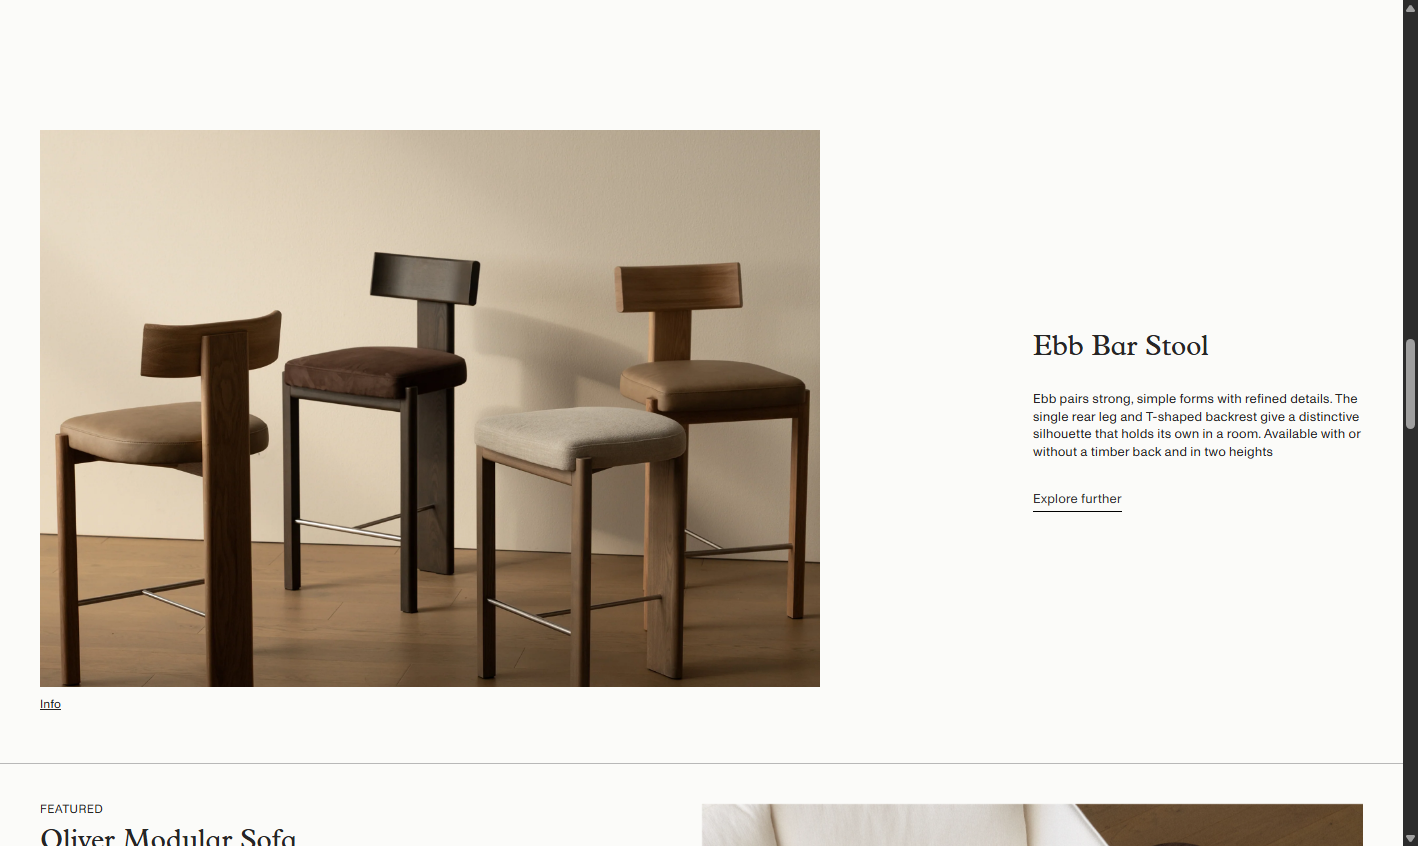 Ebb Bar Stool
Ebb pairs strong, simple forms with refined details. The
single rear leg and T-shaped backrest give a distinctive
silhouette that holds its own in a room. Available with or
without a timber back and in two heights
Explore further
Info
FEATURED
Oliver Modular Sofa